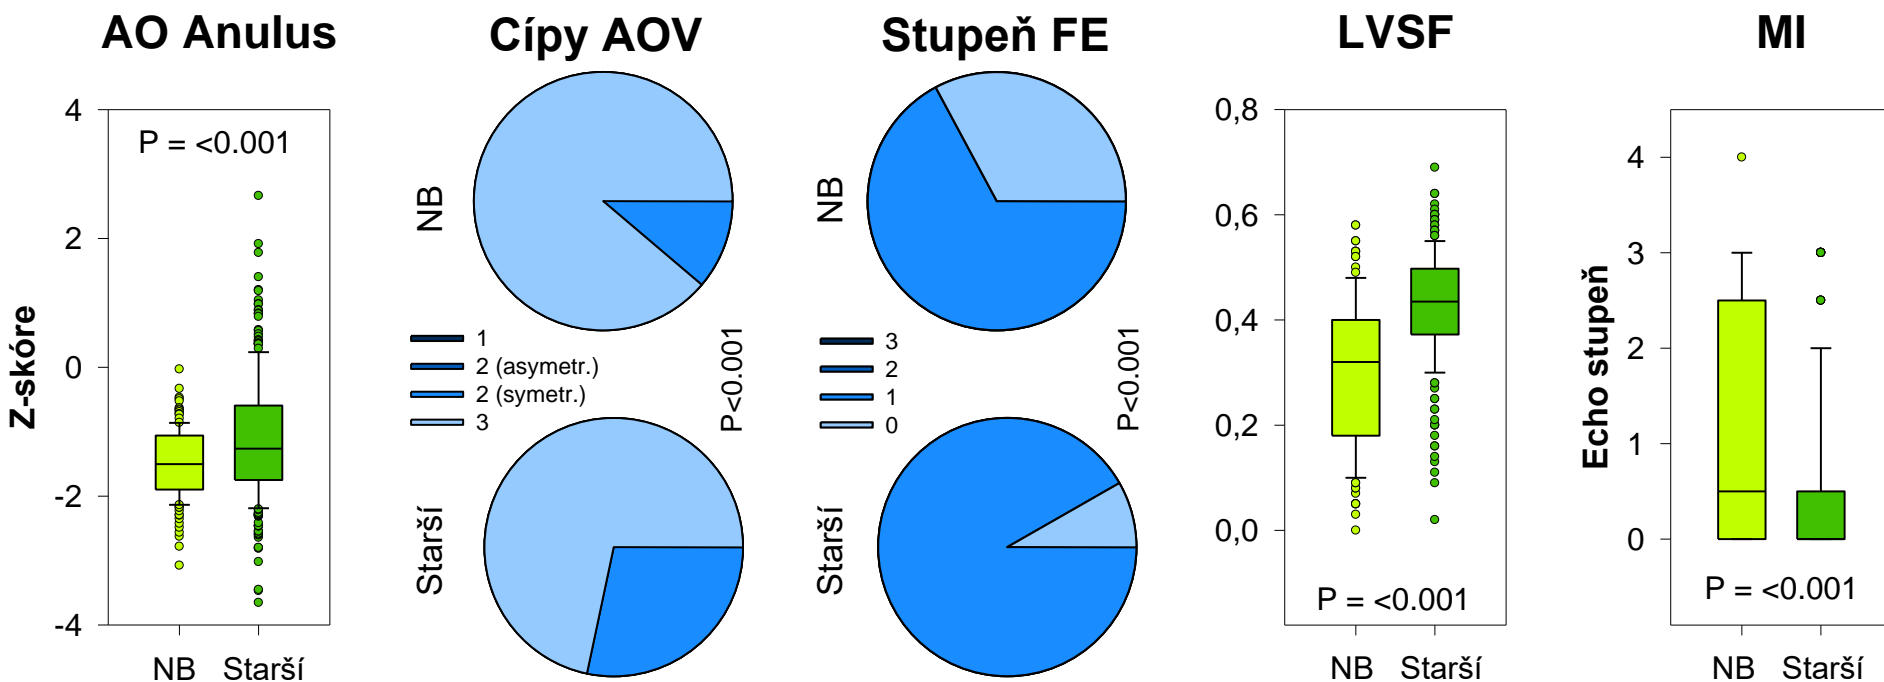 AO Anulus
Z-skóre
4
2
0
-2
-4
P = <0.001
NB
Starší
Cípy AOV
NB
1
2 (asymetr.)
2 (symetr.)
3
P<0.001
Starší
Stupeň FE
NB
3
2
1
0
P<0.001
Starší
LVSF
0,8
0,6
0,4
0,2
0,0
P = <0.001
NB
Starší
MI
Echo stupeň
4
3
2
1
0
P = <0.001
NB
Starší